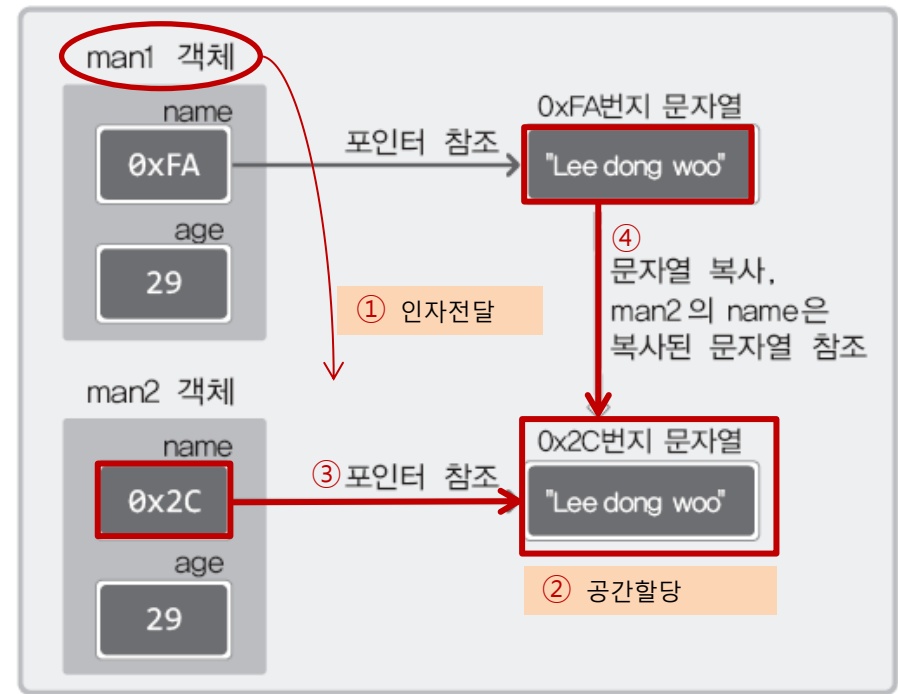 man1 객체
name
0xFA
age
29
포인터 참조
0xFA번지 문자열
"Lee dong woo"
① 인자전달
④
문자열 복사,
man2의 name은
복사된 문자열 참조
man2 객체
name
0x2C
age
29
③포인터 참조
0x2C번지 문자열
"Lee dong woo"
② 공간할당